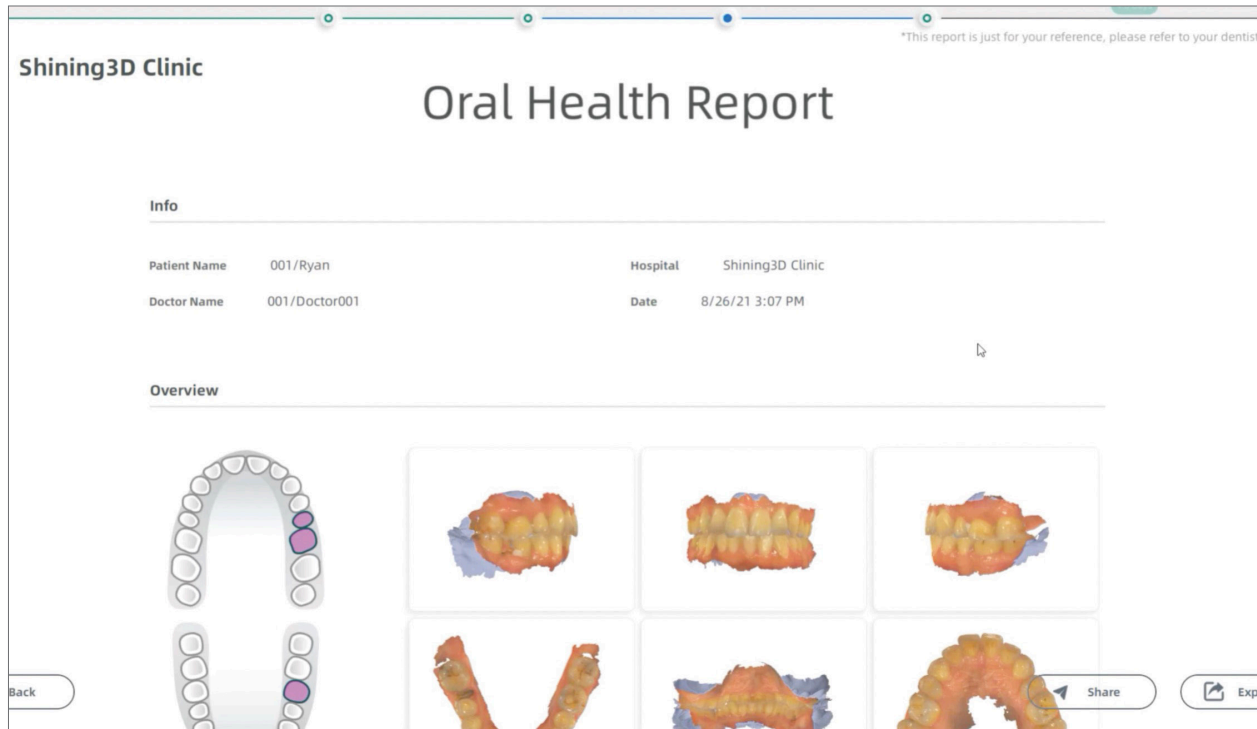 *This report is just for your reference, please refer to your dentist
Shining3D Clinic
Oral Health Report
Info
Patient Name 001/Ryan Hospital Shining3D Clinic
Doctor Name 001/Doctor001 Date 8/26/21 3:07 PM
Overview
Back Share Exp